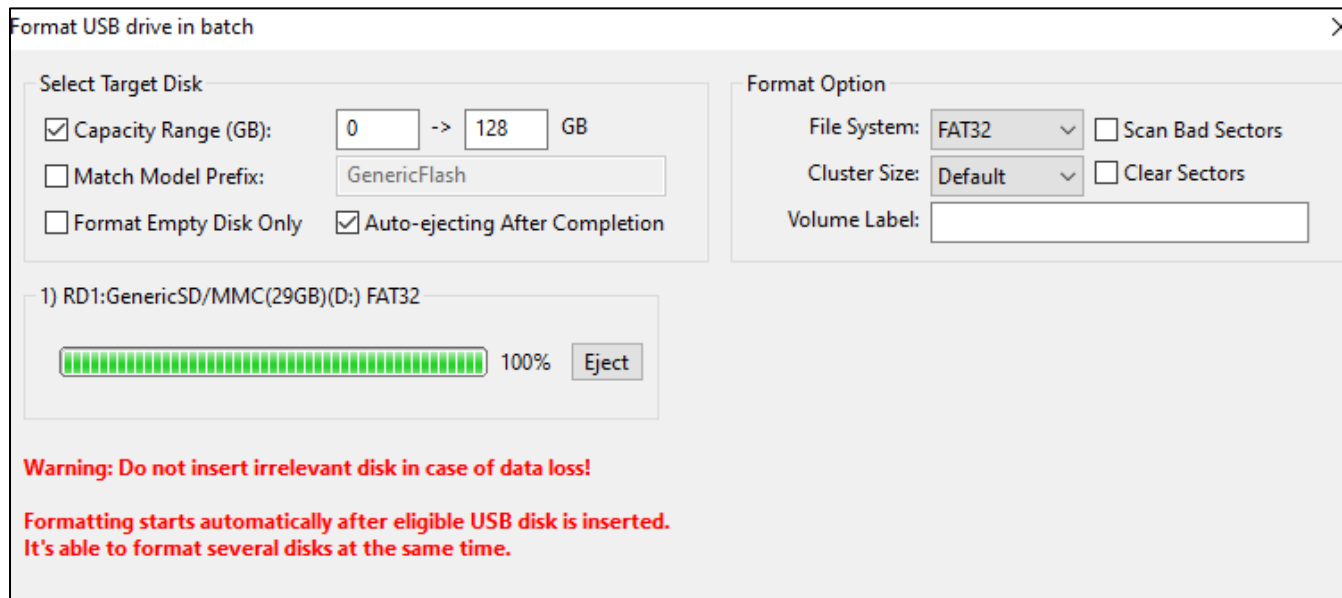 Format USB drive in batch
Select Target Disk
Capacity Range (GB): 0 -> 128 GB
Match Model Prefix: GenericFlash
Format Empty Disk Only Auto-ejecting After Completion
Format Option
File System: FAT32 Scan Bad Sectors
Cluster Size: Default Clear Sectors
Volume Label:
1) RD1:GenericSD/MMC(29GB)(D:) FAT32
100% Eject
Warning: Do not insert irrelevant disk in case of data loss!
Formatting starts automatically after eligible USB disk is inserted.
It's able to format several disks at the same time.